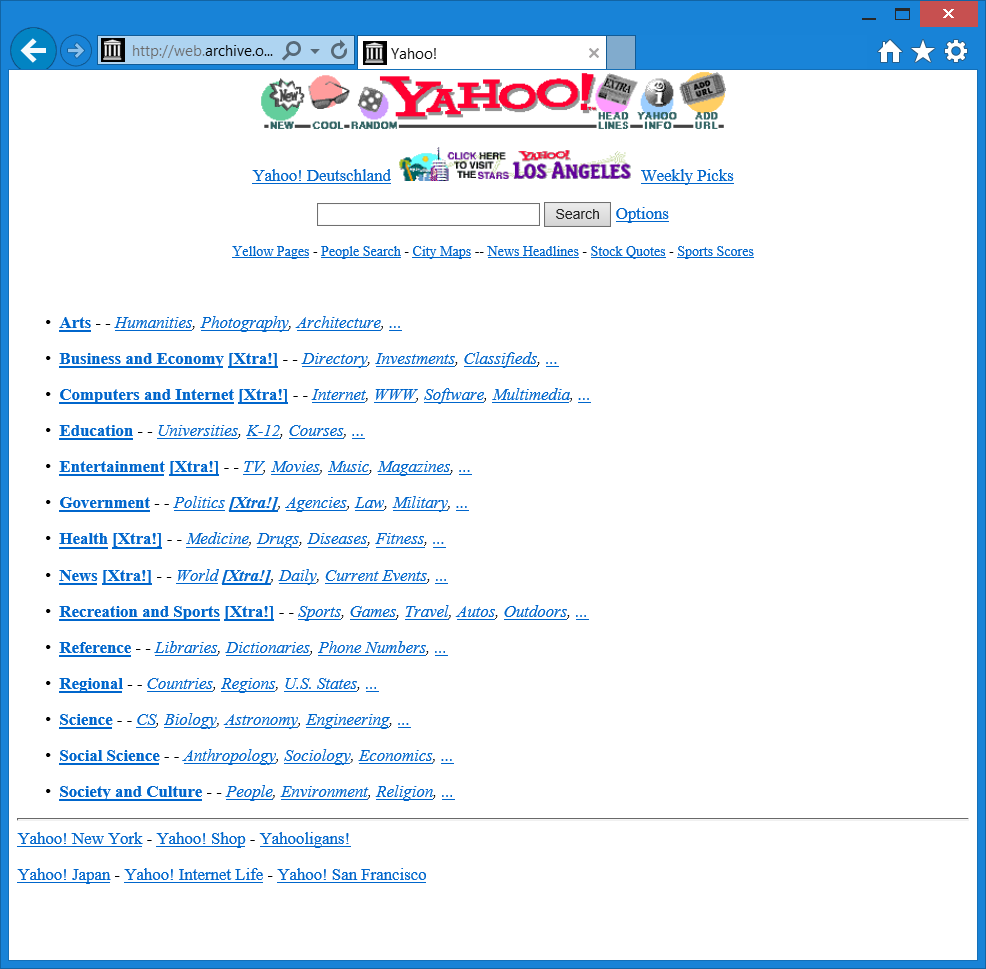 http://web.archive.o...
Yahoo!
New
EXTRA
i
ADD URL
YAHOO!
NEW COOL RANDOM HEAD LINES YAHOO INFO ADD URL
Yahoo! Deutschland
CLICK HERE TO VISIT THE STARS
YAHOO! LOS ANGELES
Weekly Picks
Search Options
Yellow Pages - People Search - City Maps -- News Headlines - Stock Quotes - Sports Scores
• Arts - - Humanities, Photography, Architecture, ...
• Business and Economy [Xtra!] - - Directory, Investments, Classifieds, ...
• Computers and Internet [Xtra!] - - Internet, WWW, Software, Multimedia, ...
• Education - - Universities, K-12, Courses, ...
• Entertainment [Xtra!] - - TV, Movies, Music, Magazines, ...
• Government - - Politics [Xtra!], Agencies, Law, Military, ...
• Health [Xtra!] - - Medicine, Drugs, Diseases, Fitness, ...
• News [Xtra!] - - World [Xtra!], Daily, Current Events, ...
• Recreation and Sports [Xtra!] - - Sports, Games, Travel, Autos, Outdoors, ...
• Reference - - Libraries, Dictionaries, Phone Numbers, ...
• Regional - - Countries, Regions, U.S. States, ...
• Science - - CS, Biology, Astronomy, Engineering, ...
• Social Science - - Anthropology, Sociology, Economics, ...
• Society and Culture - - People, Environment, Religion, ...
Yahoo! New York - Yahoo! Shop - Yahooligans!
Yahoo! Japan - Yahoo! Internet Life - Yahoo! San Francisco